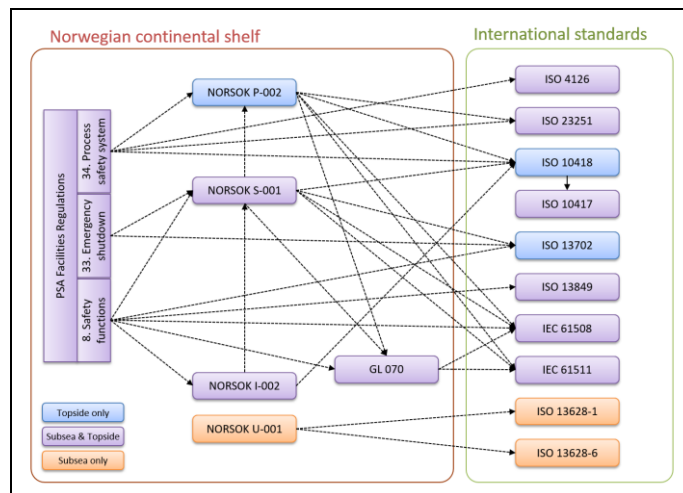 Norwegian continental shelf
International standards
NORSOK P-002
ISO 4126
ISO 23251
PSA Facilities Regulations
34. Process
safety system
33. Emergency
shutdown
8. Safety
functions
ISO 10418
NORSOK S-001
ISO 10417
ISO 13702
ISO 13849
IEC 61508
GL 070
IEC 61511
NORSOK I-002
Topside only
Subsea & Topside
Subsea only
NORSOK U-001
ISO 13628-1
ISO 13628-6